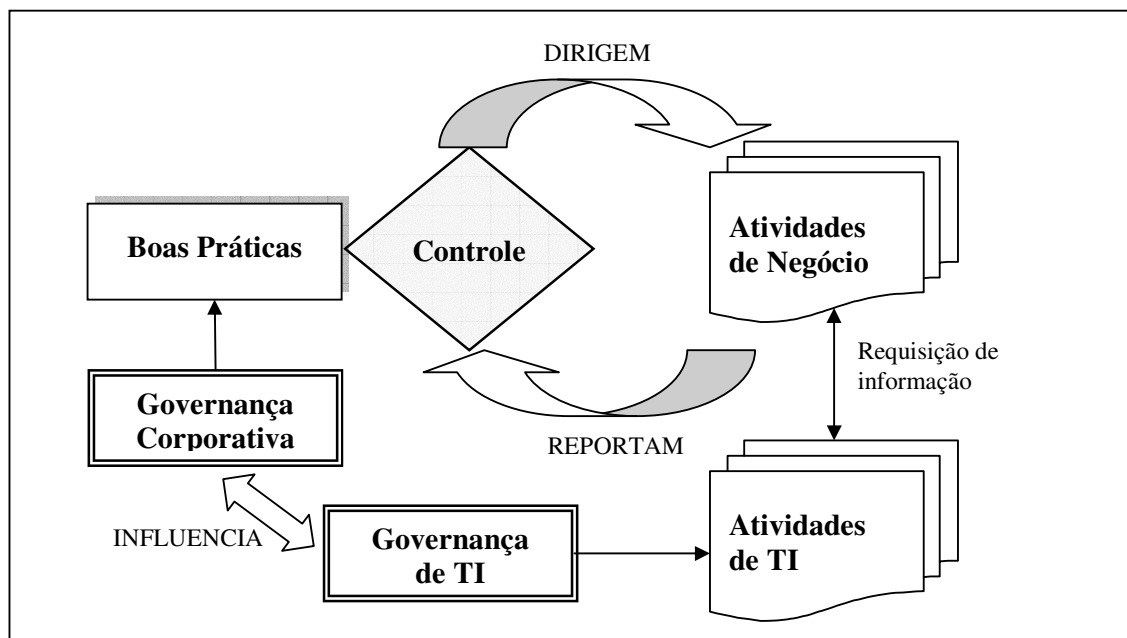 DIRIGEM
Boas Práticas
Controle
Atividades
de Negócio
Requisição de
informação
Governança
Corporativa
REPORTAM
INFLUENCIA
Governança
de TI
Atividades
de TI